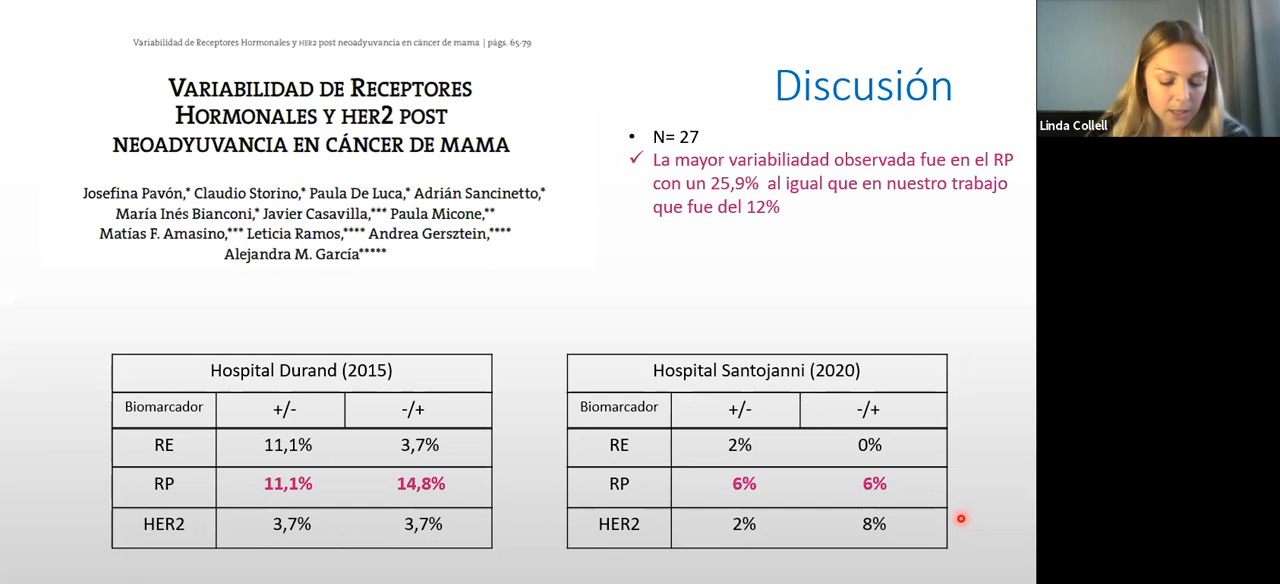 Variabilidad de Receptores Hormonales y HER2 post neoadyuvancia en cáncer de mama | págs. 65-79
Variabilidad de Receptores
Hormonales y HER2 post
neoadyuvancia en cáncer de mama
Josefina Pavón,* Claudio Storino,* Paula De Luca,* Adrián Sancinetto,*
María Inés Bianconi,* Javier Casavilla,*** Paula Micone,**
Matías F. Amasino,*** Leticia Ramos,**** Andrea Gersztein,****
Alejandra M. García*****
Discusión
• N= 27
✓ La mayor variabiliadad observada fue en el RP
con un 25,9% al igual que en nuestro trabajo
que fue del 12%
Linda Collell
Hospital Durand (2015)
Biomarcador +/- -/+
RE 11,1% 3,7%
RP 11,1% 14,8%
HER2 3,7% 3,7%
Hospital Santojanni (2020)
Biomarcador +/- -/+
RE 2% 0%
RP 6% 6%
HER2 2% 8%